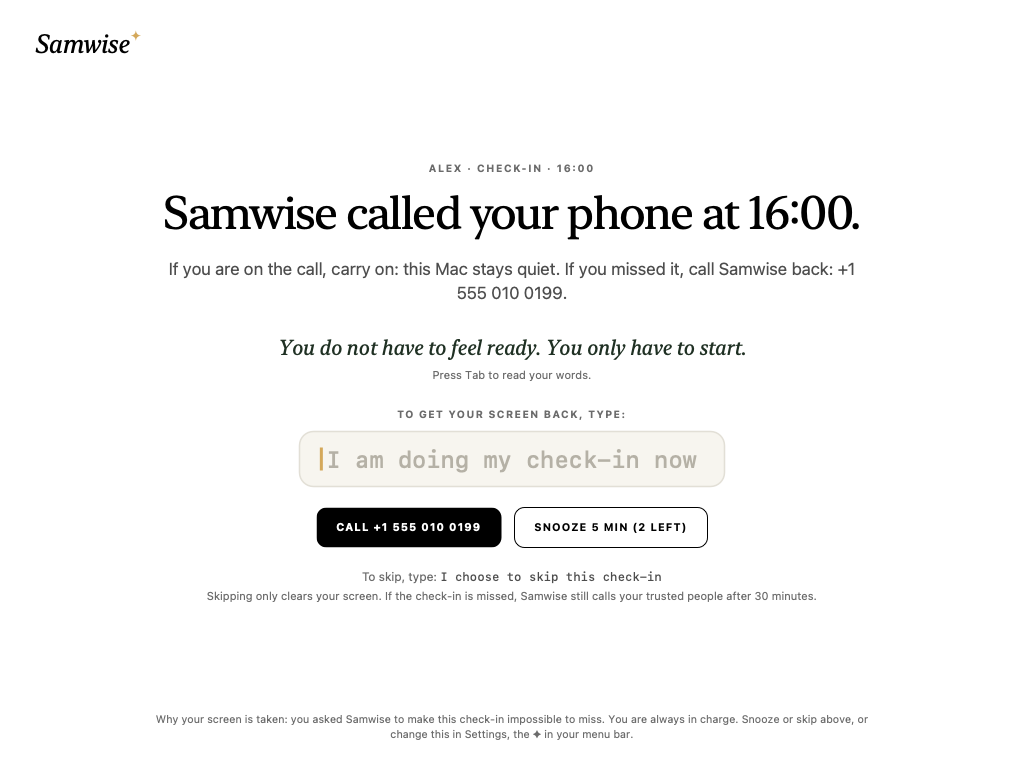 Samwise✦
ALEX · CHECK-IN · 16:00
Samwise called your phone at 16:00.
If you are on the call, carry on: this Mac stays quiet. If you missed it, call Samwise back: +1
555 010 0199.
You do not have to feel ready. You only have to start.
Press Tab to read your words.
TO GET YOUR SCREEN BACK, TYPE:
I am doing my check-in now
CALL +1 555 010 0199
SNOOZE 5 MIN (2 LEFT)
To skip, type: I choose to skip this check-in
Skipping only clears your screen. If the check-in is missed, Samwise still calls your trusted people after 30 minutes.
Why your screen is taken: you asked Samwise to make this check-in impossible to miss. You are always in charge. Snooze or skip above, or
change this in Settings, the ✦ in your menu bar.